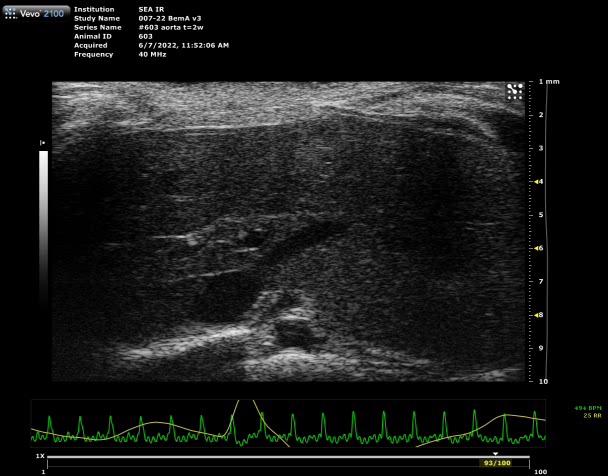 Vevo 2100
Institution SEA IR
Study Name 007-22 BemA v3
Series Name #603 aorta t=2w
Animal ID 603
Acquired 6/7/2022, 11:52:06 AM
Frequency 40 MHz
1 mm
2
3
4
5
6
7
8
9
10
494 BPM
25 RR
1X
93/100
1
100